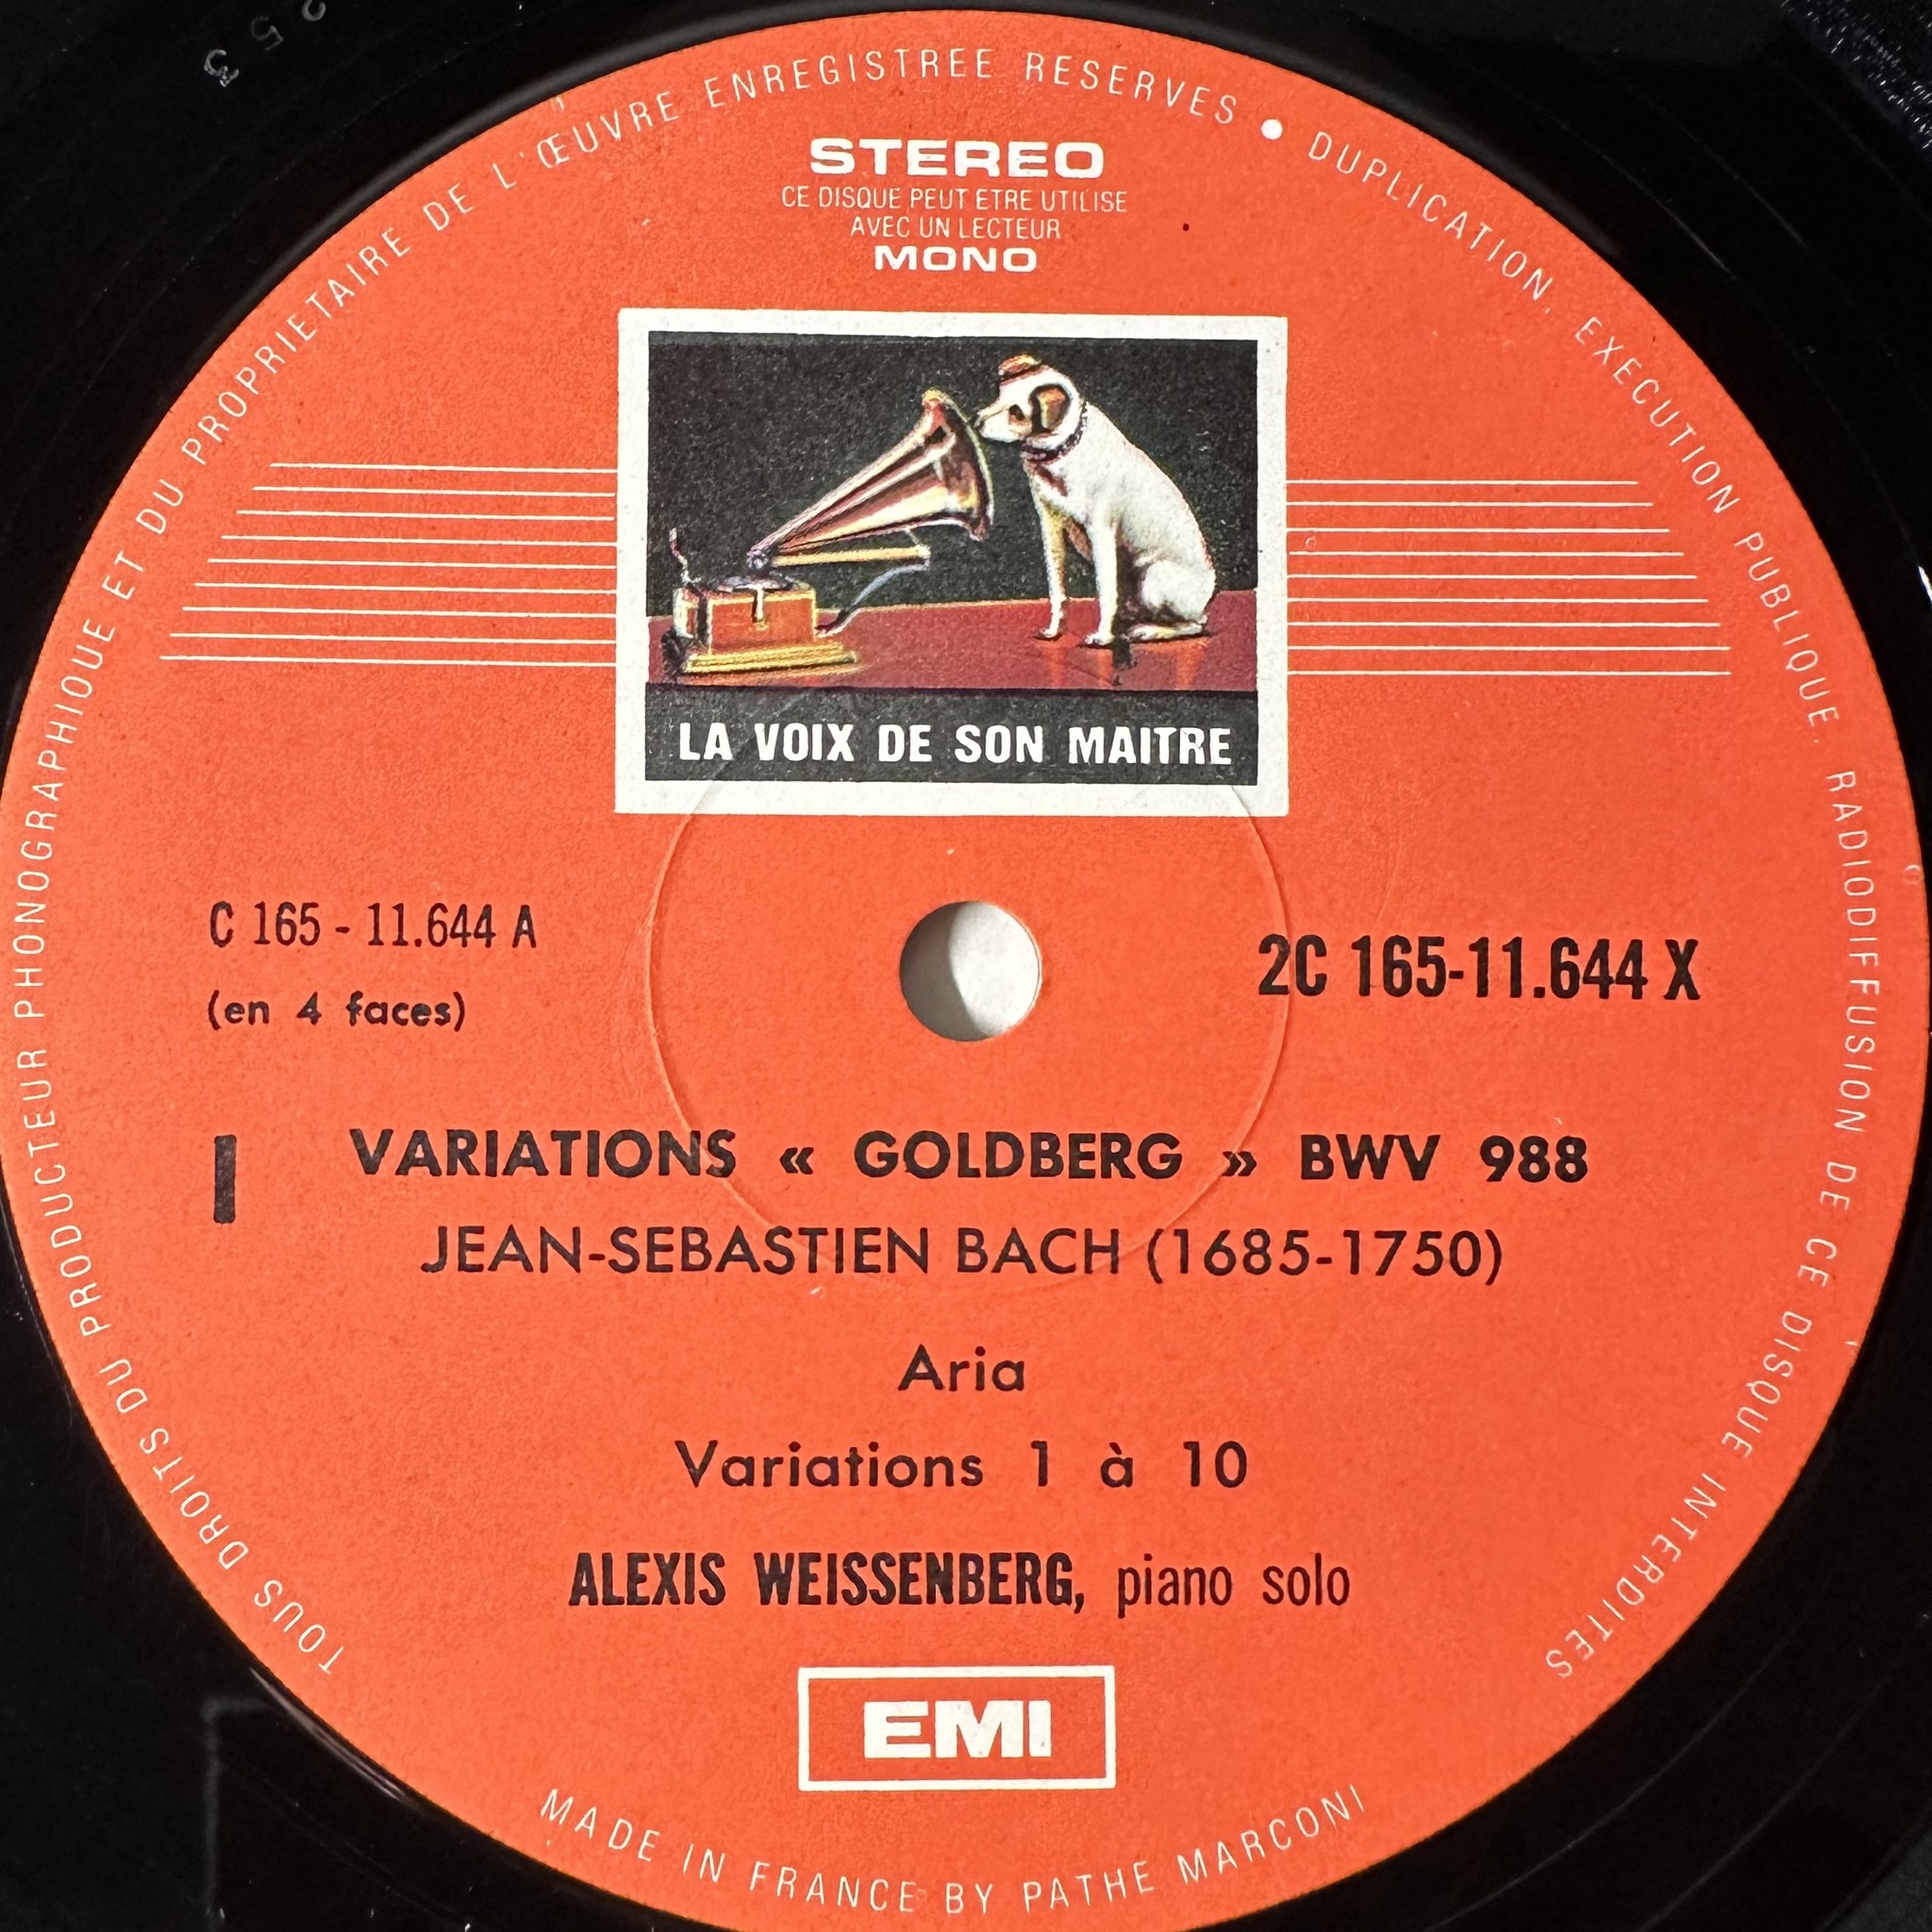 TOUS DROITS DU PRODUCTEUR PHONOGRAPHIQUE ET DU PROPRIETAIRE DE L'ŒUVRE ENREGISTREE RESERVES • DUPLICATION, EXECUTION PUBLIQUE, RADIODIFFUSION DE CE DISQUE INTERDITES
STEREO
CE DISQUE PEUT ETRE UTILISE
AVEC UN LECTEUR
MONO
LA VOIX DE SON MAITRE
C 165 - 11.644 A
(en 4 faces)
2C 165-11.644 X
I
VARIATIONS « GOLDBERG » BWV 988
JEAN-SEBASTIEN BACH (1685-1750)
Aria
Variations 1 à 10
ALEXIS WEISSENBERG, piano solo
EMI
MADE IN FRANCE BY PATHE MARCONI